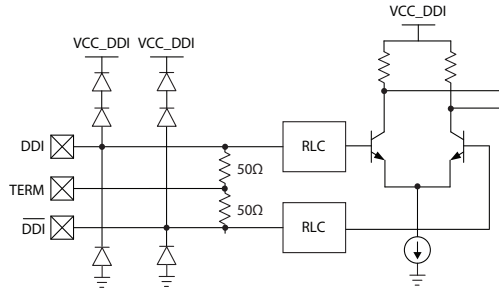 VCC_DDI
VCC_DDI VCC_DDI
DDI
RLC
50Ω
TERM
50Ω
DDI
RLC